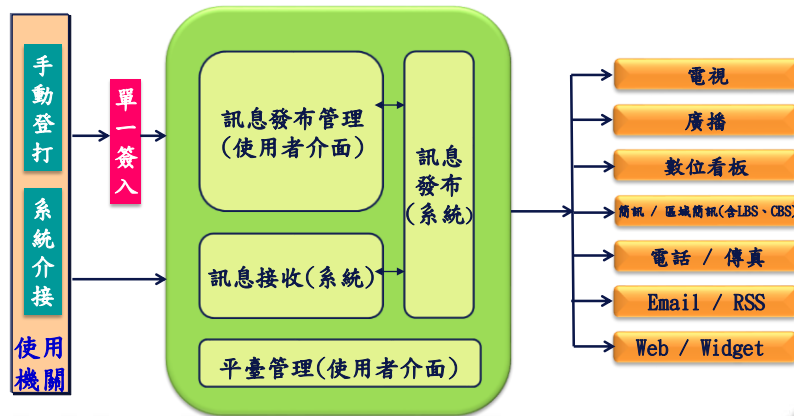 手動登打
系統介接
使用
機關
單一簽入
訊息發布管理
(使用者介面)
訊息接收(系統)
訊息
發布
(系統)
平臺管理(使用者介面)
電視
廣播
數位看板
簡訊 / 區域簡訊(含LBS、CBS)
電話 / 傳真
Email / RSS
Web / Widget